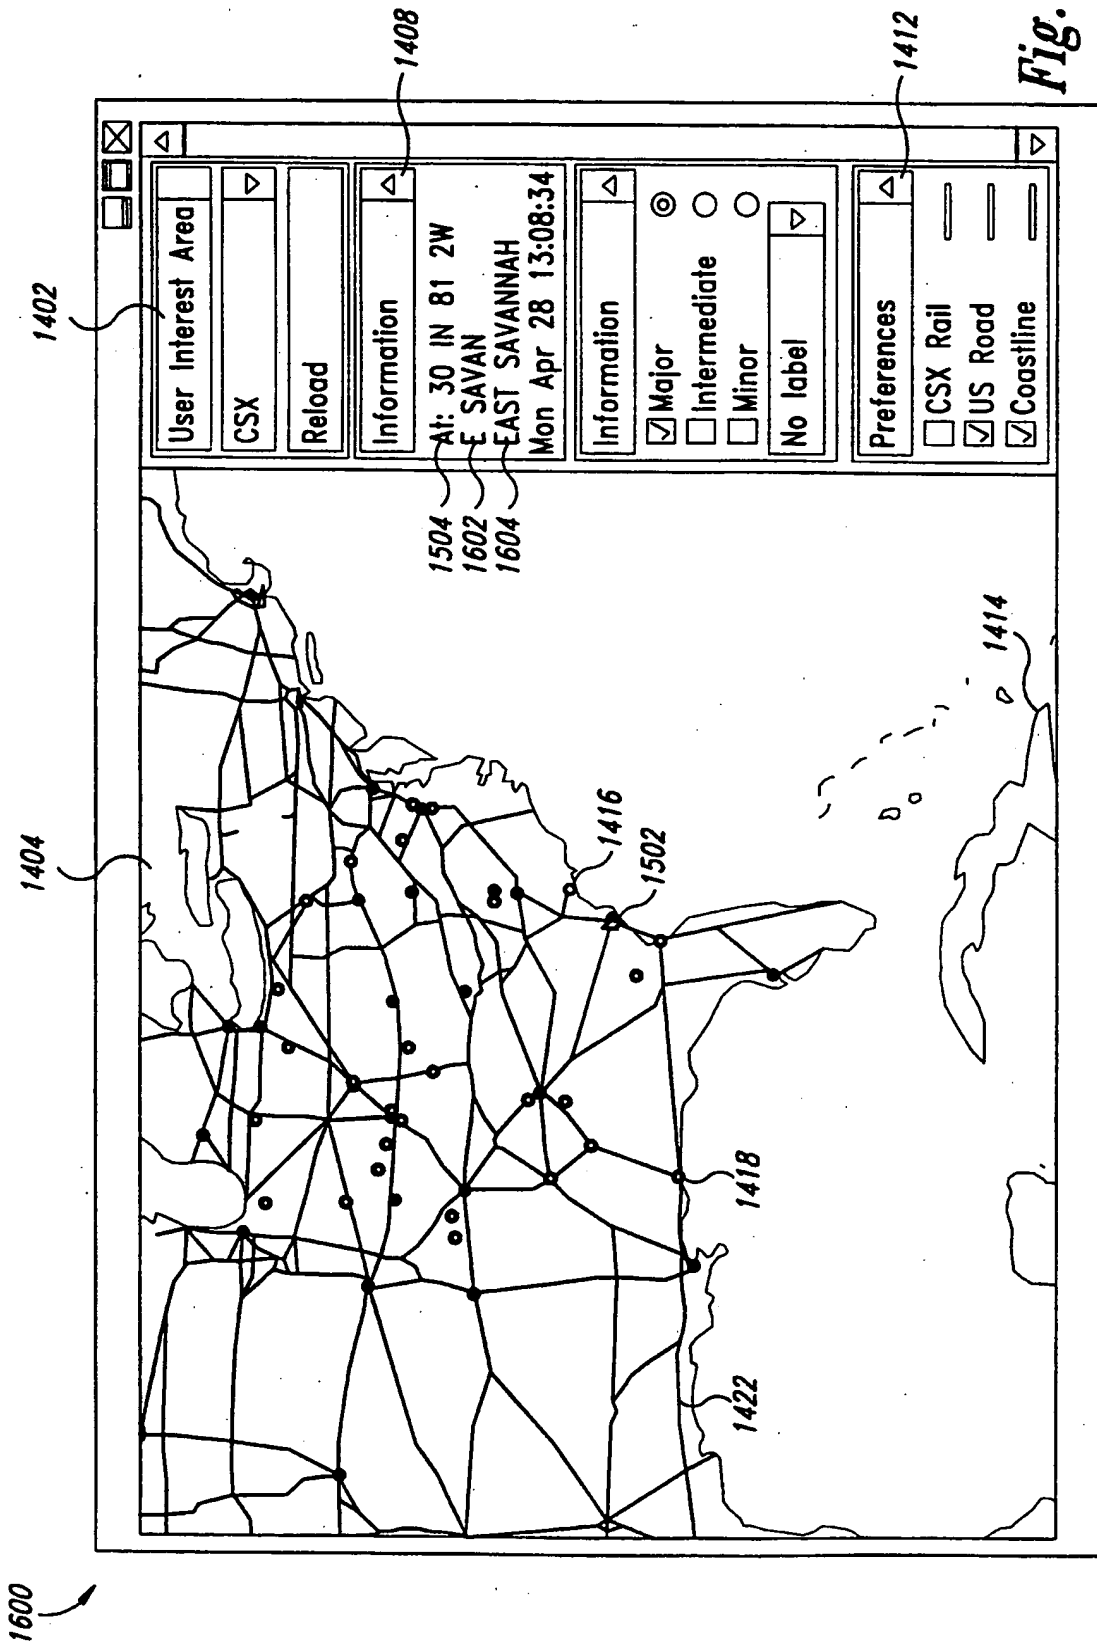 1600
1404
1402
User Interest Area
CSX
Reload
Information
1408
1504
At: 30 IN 81 2W
1602
E SAVAN
1604
EAST SAVANNAH
Mon Apr 28 13:08:34
Information
Major
Intermediate
Minor
No label
Preferences
1412
CSX Rail
US Road
Coastline
1416
1502
1418
1422
1414
Fig.